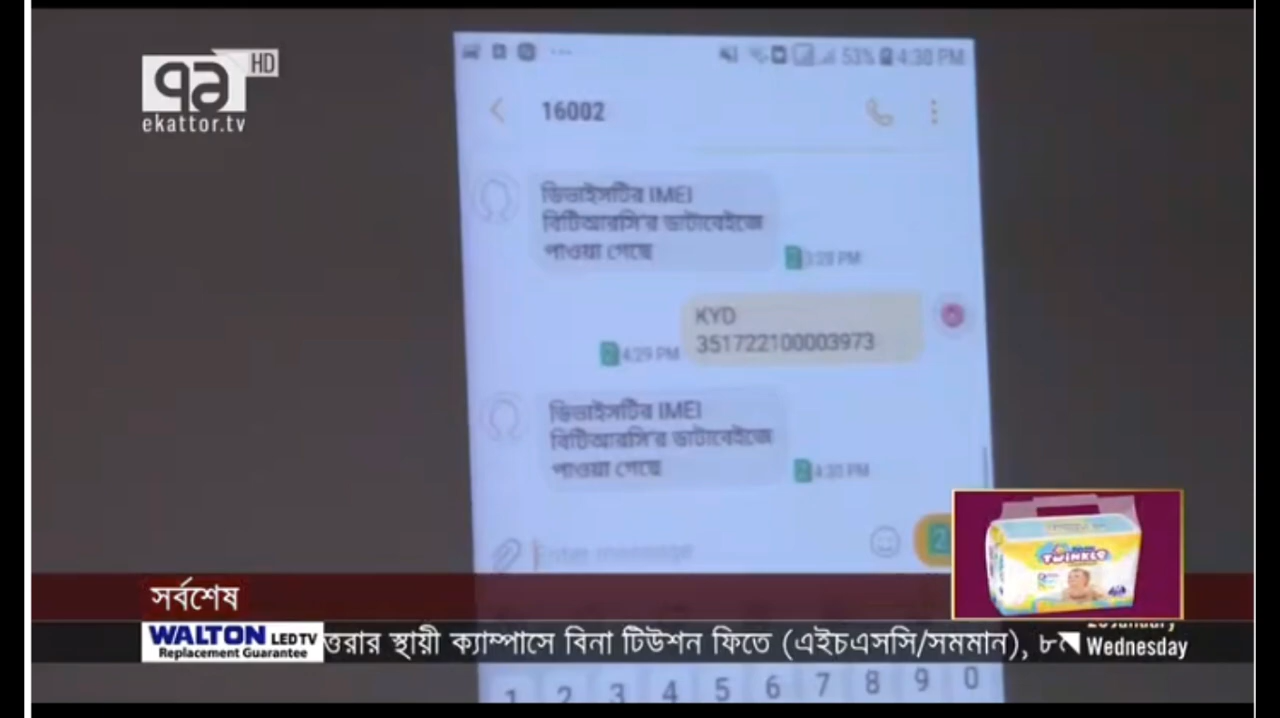 HD
ekattor.tv
53% 4:30 PM
16002
ডিভাইসটির IMEI
বিটিআরসি'র ডাটাবেইজে
পাওয়া গেছে
3:28 PM
KYD
351722100003973
4:29 PM
ডিভাইসটির IMEI
বিটিআরসি'র ডাটাবেইজে
পাওয়া গেছে
4:30 PM
Enter message
2
TWINKLE
সর্বশেষ
WALTON LED TV
Replacement Guarantee
ত্তরার স্থায়ী ক্যাম্পাসে বিনা টিউশন ফিতে (এইচএসসি/সমমান), ৮
Wednesday
1 2 3 4 5 6 7 8 9 0